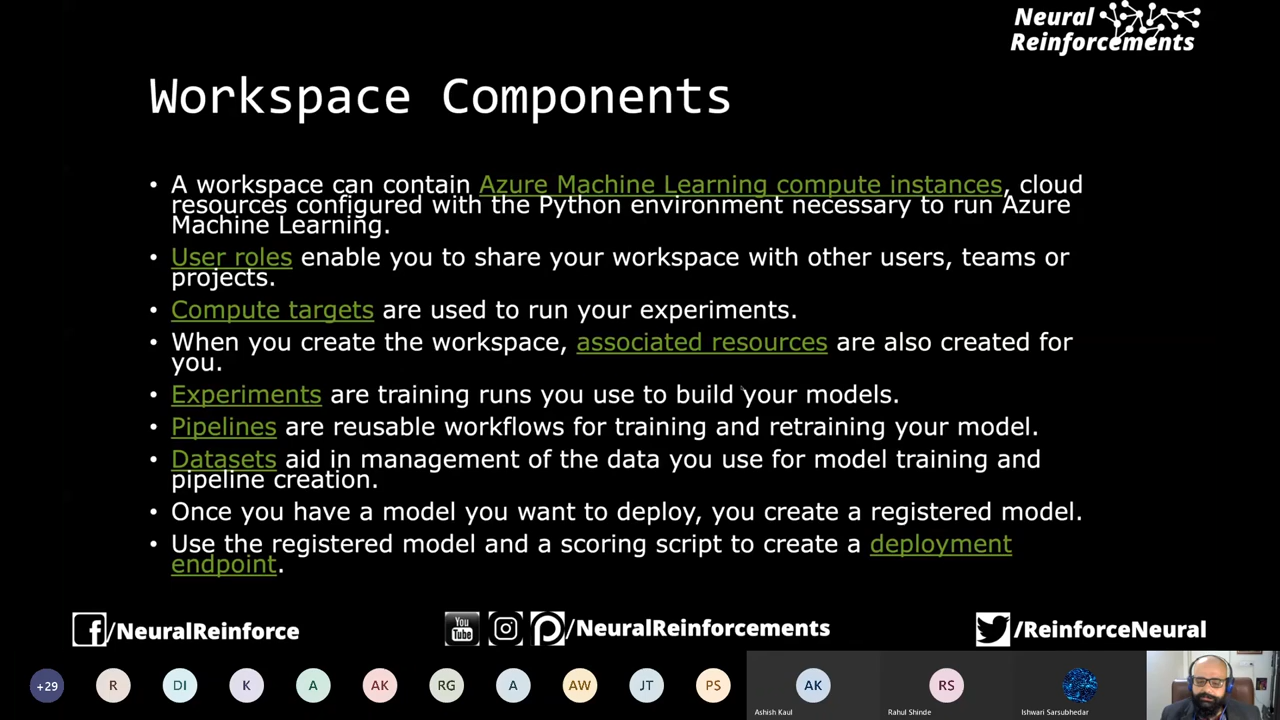 Neural
Reinforcements
Workspace Components
• A workspace can contain Azure Machine Learning compute instances, cloud
resources configured with the Python environment necessary to run Azure
Machine Learning.
• User roles enable you to share your workspace with other users, teams or
projects.
• Compute targets are used to run your experiments.
• When you create the workspace, associated resources are also created for
you.
• Experiments are training runs you use to build your models.
• Pipelines are reusable workflows for training and retraining your model.
• Datasets aid in management of the data you use for model training and
pipeline creation.
• Once you have a model you want to deploy, you create a registered model.
• Use the registered model and a scoring script to create a deployment
endpoint.
/NeuralReinforce
You
Tube
/NeuralReinforcements
/ReinforceNeural
+29 R DI K A AK RG A AW JT PS AK RS
Ashish Kaul Rahul Shinde Ishwari Sarsubhedar